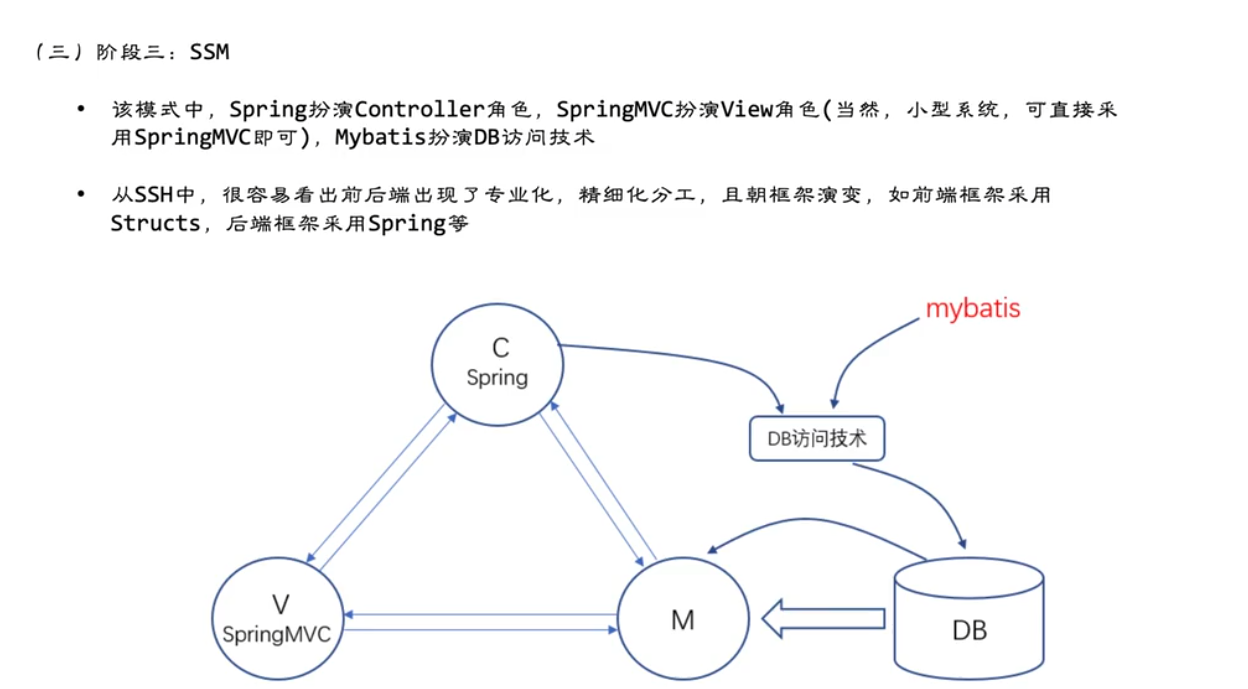 （三）阶段三：SSM
• 该模式中，Spring扮演Controller角色，SpringMVC扮演View角色(当然，小型系统，可直接采
用SpringMVC即可)，Mybatis扮演DB访问技术
• 从SSH中，很容易看出前后端出现了专业化，精细化分工，且朝框架演变，如前端框架采用
Structs，后端框架采用Spring等
mybatis
C
Spring
DB访问技术
V
SpringMVC
M
DB